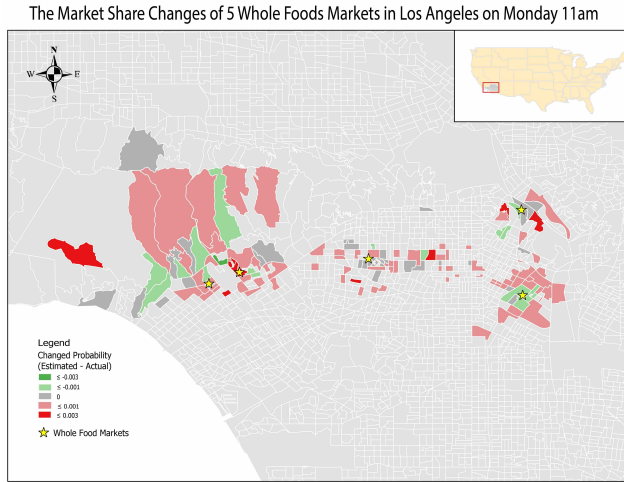 The Market Share Changes of 5 Whole Foods Markets in Los Angeles on Monday 11am
N
W E
S
Legend
Changed Probability
(Estimated - Actual)
≤ -0.003
≤ -0.001
0
≤ 0.001
≤ 0.003
Whole Food Markets